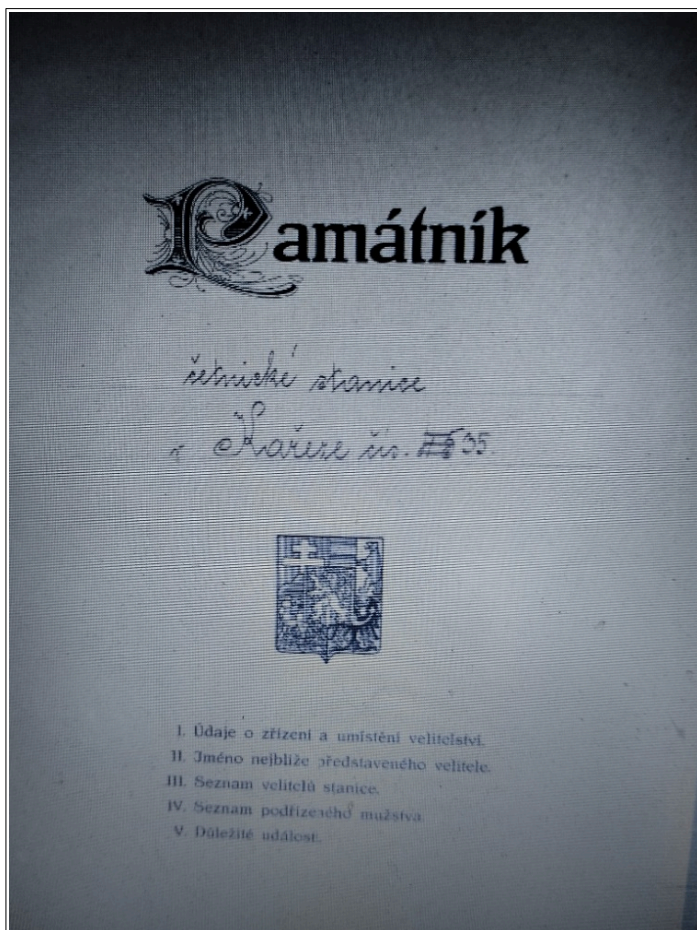 Památník
četnické stanice
v Kařeze čís. 35.
I. Údaje o zřízení a umístění velitelství.
II. Jméno nejblíže představeného velitele.
III. Seznam velitelů stanice.
IV. Seznam podřízeného mužstva.
V. Důležité události.